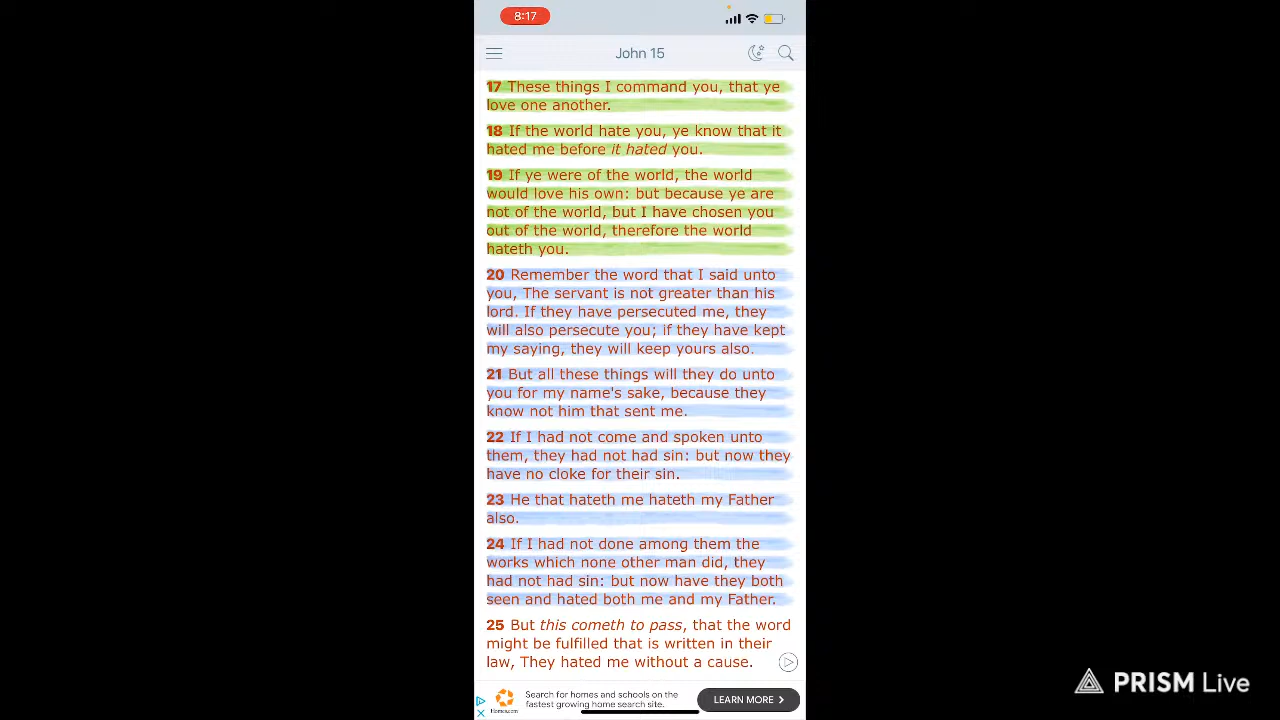 8:17
John 15
17 These things I command you, that ye
love one another.
18 If the world hate you, ye know that it
hated me before it hated you.
19 If ye were of the world, the world
would love his own: but because ye are
not of the world, but I have chosen you
out of the world, therefore the world
hateth you.
20 Remember the word that I said unto
you, The servant is not greater than his
lord. If they have persecuted me, they
will also persecute you; if they have kept
my saying, they will keep yours also.
21 But all these things will they do unto
you for my name's sake, because they
know not him that sent me.
22 If I had not come and spoken unto
them, they had not had sin: but now they
have no cloke for their sin.
23 He that hateth me hateth my Father
also.
24 If I had not done among them the
works which none other man did, they
had not had sin: but now have they both
seen and hated both me and my Father.
25 But this cometh to pass, that the word
might be fulfilled that is written in their
law, They hated me without a cause.
Search for homes and schools on the
fastest growing home search site.
Homes.com
LEARN MORE
PRISM Live